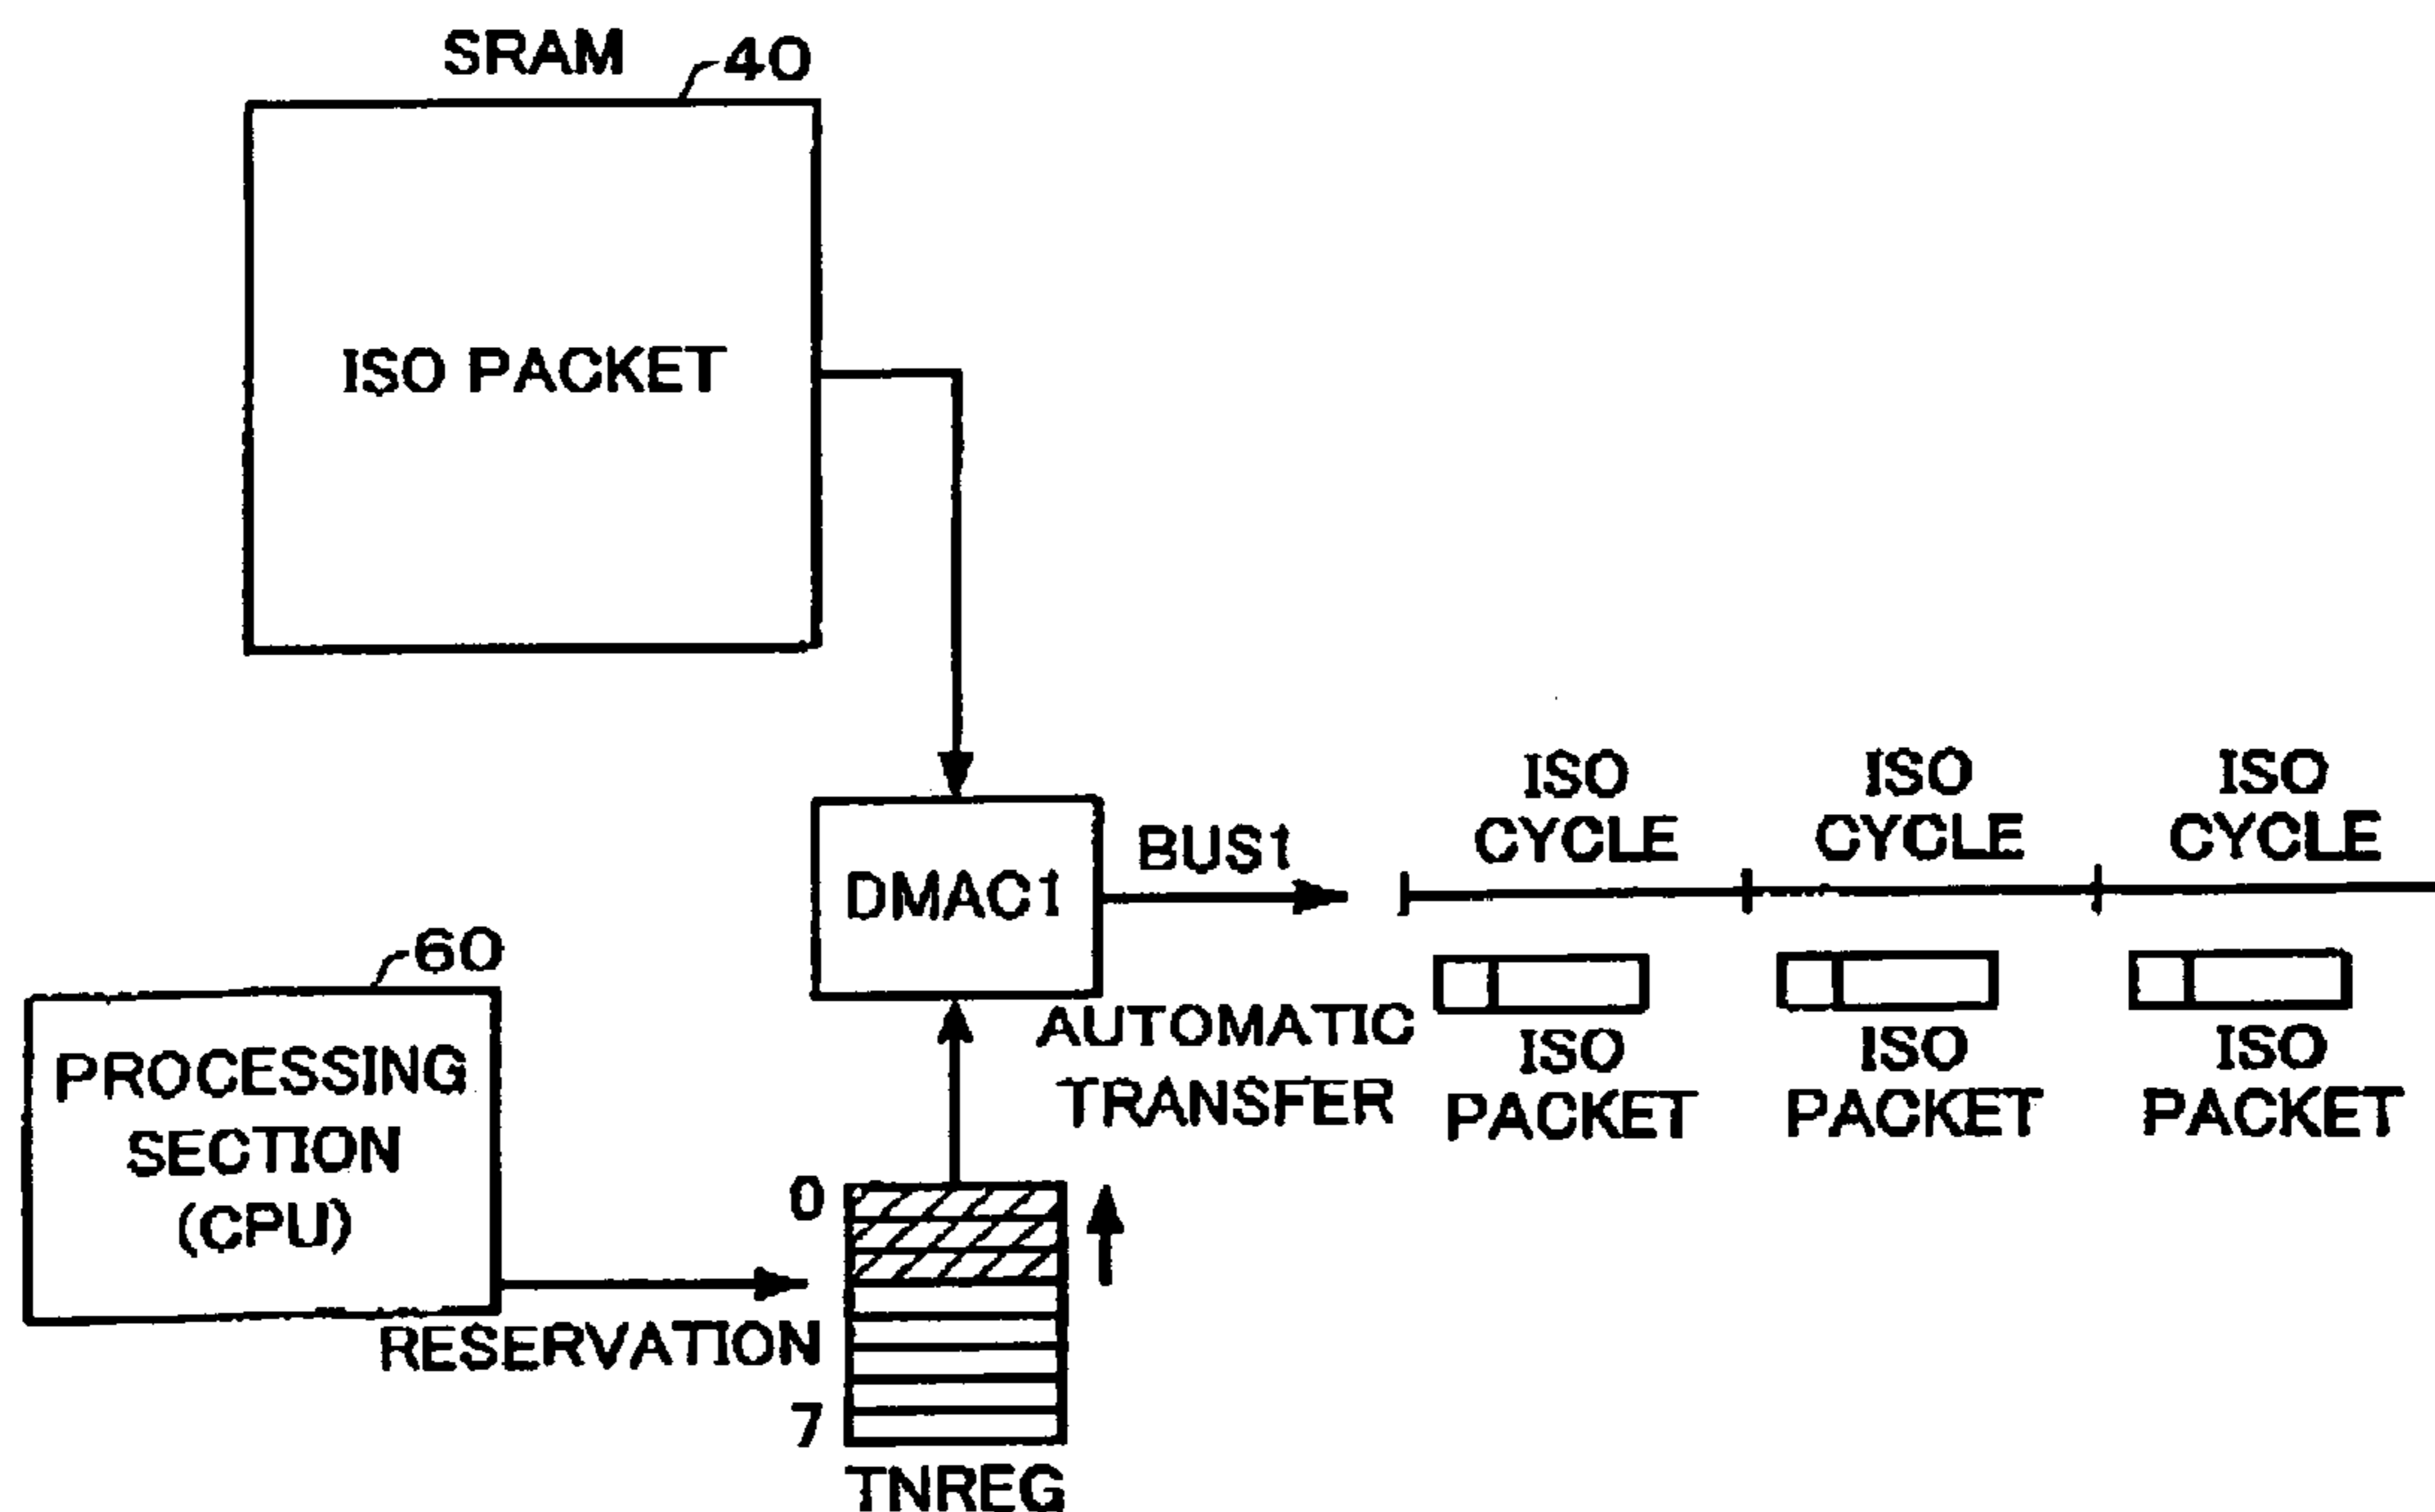 SRAM
40
ISO PACKET
DMAC1
BUS1
ISO
CYCLE
ISO
CYCLE
ISO
CYCLE
ISO
PACKET
ISO
PACKET
ISO
PACKET
AUTOMATIC
TRANSFER
60
PROCESSING
SECTION
(CPU)
RESERVATION
0
7
TNREG